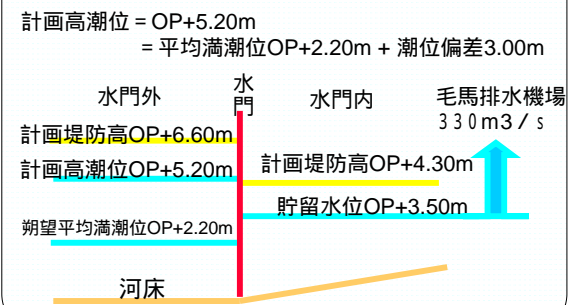 計画高潮位 = OP+5.20m
= 平均満潮位OP+2.20m + 潮位偏差3.00m
水門外
水門
水門内
毛馬排水機場
330m3/s
計画堤防高OP+6.60m
計画高潮位OP+5.20m
計画堤防高OP+4.30m
貯留水位OP+3.50m
朔望平均満潮位OP+2.20m
河床